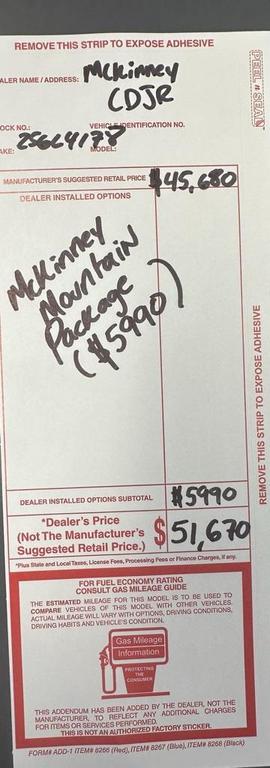 REMOVE THIS STRIP TO EXPOSE ADHESIVE
PEEL N SEAL
ALER NAME / ADDRESS: McKinney
CDJR
OCK NO.: VEHICLE IDENTIFICATION NO.
AKE: MODEL:
MANUFACTURER'S SUGGESTED RETAIL PRICE $45,680
DEALER INSTALLED OPTIONS
McKinney
Mountain
Package
($5990)
REMOVE THIS STRIP TO EXPOSE ADHESIVE
DEALER INSTALLED OPTIONS SUBTOTAL $5990
*Dealer's Price
(Not The Manufacturer's
Suggested Retail Price.) $51,670
*Plus State and Local Taxes, License Fees, Processing Fees or Finance Charges, if any.
FOR FUEL ECONOMY RATING
CONSULT GAS MILEAGE GUIDE
THE ESTIMATED MILEAGE FOR THIS MODEL IS TO BE USED TO
COMPARE VEHICLES OF THIS MODEL WITH OTHER VEHICLES.
ACTUAL MILEAGE WILL VARY WITH OPTIONS, DRIVING CONDITIONS,
DRIVING HABITS AND VEHICLE'S CONDITION.
Gas Mileage
Information
PROTECTING
THE
CONSUMER
THIS ADDENDUM HAS BEEN ADDED BY THE DEALER, NOT THE
MANUFACTURER, TO REFLECT ANY ADDITIONAL CHARGES
FOR ITEMS OR SERVICES PERFORMED.
THIS IS NOT AN AUTHORIZED FACTORY STICKER.
FORM# ADD-1 ITEM# 8266 (Red), ITEM# 8267 (Blue), ITEM# 8268 (Black)